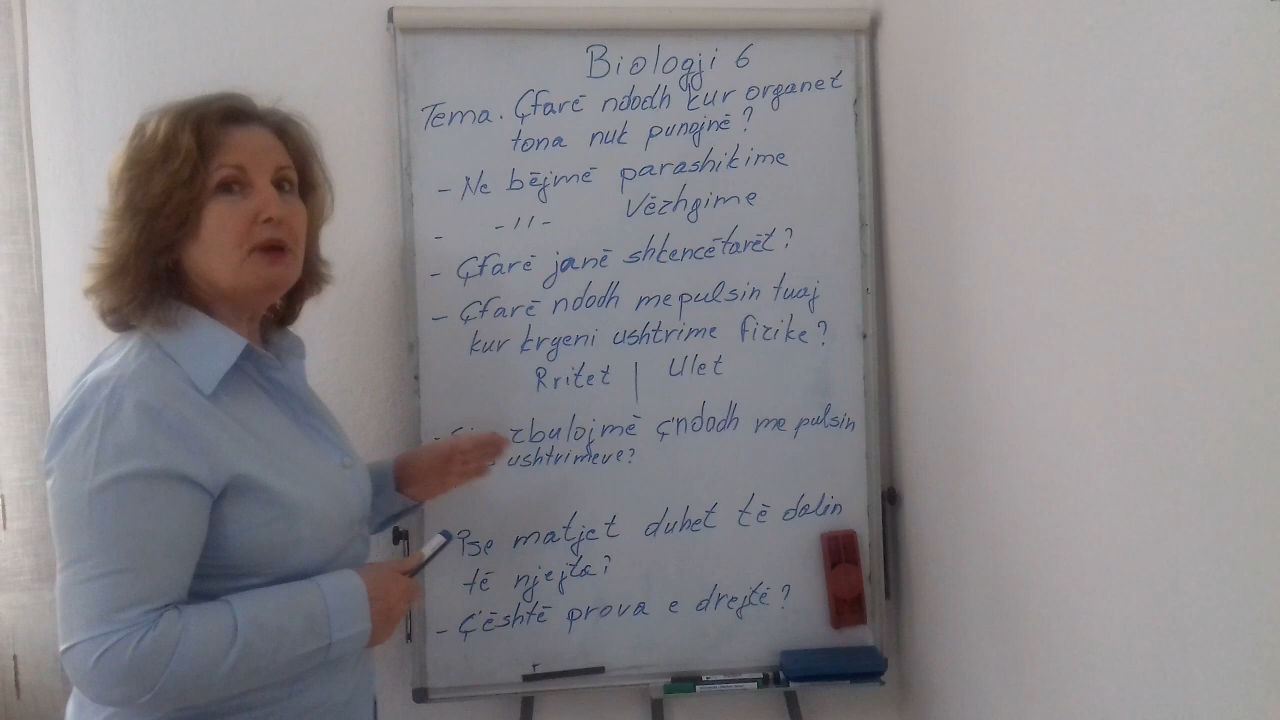 Biologji 6
Tema. Çfarë ndodh kur organet
tona nuk punojnë?
- Ne bëjmë parashikime
- -11- Vëzhgime
- Çfarë janë shkencëtarët?
- Çfarë ndodh me pulsin tuaj
kur kryeni ushtrime fizike?
Rritet | Ulet
- zbulojmë ç'ndodh me pulsin
ushtrimeve?
Pse matjet duhet të dalin
të njejta?
- Ç'është prova e drejtë?